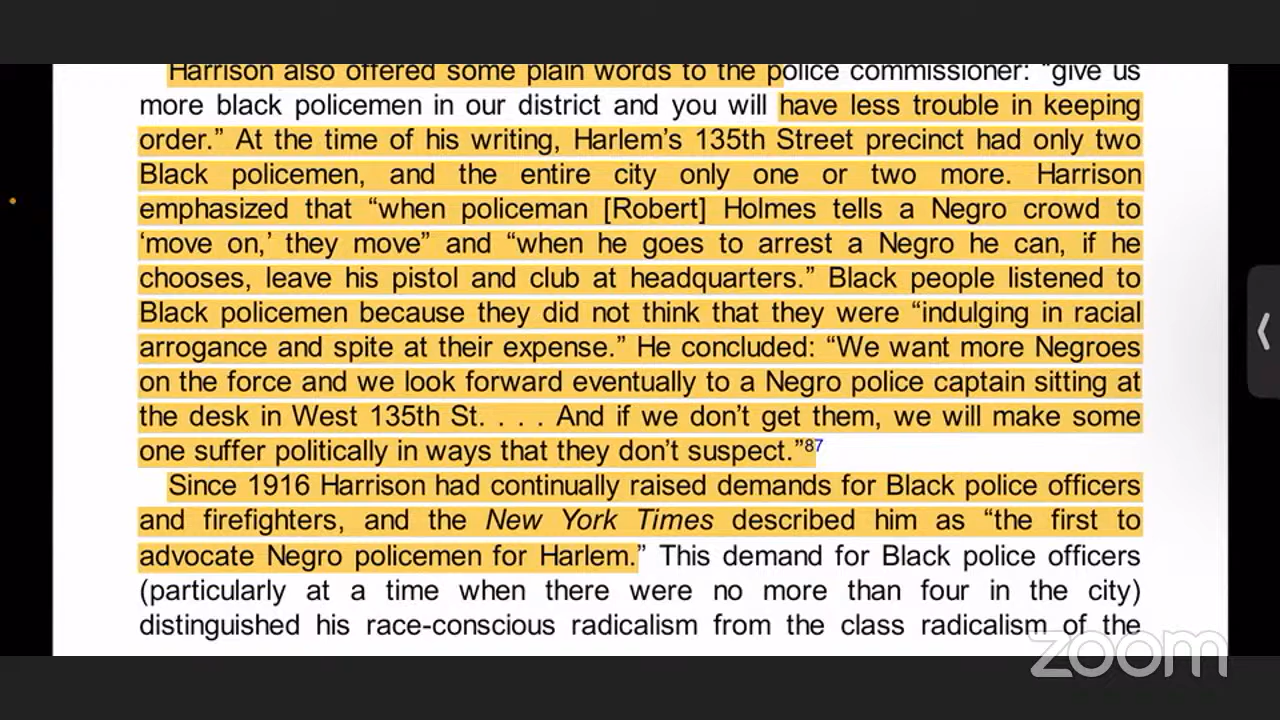 Harrison also offered some plain words to the police commissioner: “give us
more black policemen in our district and you will have less trouble in keeping
order.” At the time of his writing, Harlem’s 135th Street precinct had only two
Black policemen, and the entire city only one or two more. Harrison
emphasized that “when policeman [Robert] Holmes tells a Negro crowd to
‘move on,’ they move” and “when he goes to arrest a Negro he can, if he
chooses, leave his pistol and club at headquarters.” Black people listened to
Black policemen because they did not think that they were “indulging in racial
arrogance and spite at their expense.” He concluded: “We want more Negroes
on the force and we look forward eventually to a Negro police captain sitting at
the desk in West 135th St. . . . And if we don’t get them, we will make some
one suffer politically in ways that they don’t suspect.”87
Since 1916 Harrison had continually raised demands for Black police officers
and firefighters, and the New York Times described him as “the first to
advocate Negro policemen for Harlem.” This demand for Black police officers
(particularly at a time when there were no more than four in the city)
distinguished his race-conscious radicalism from the class radicalism of the
zoom